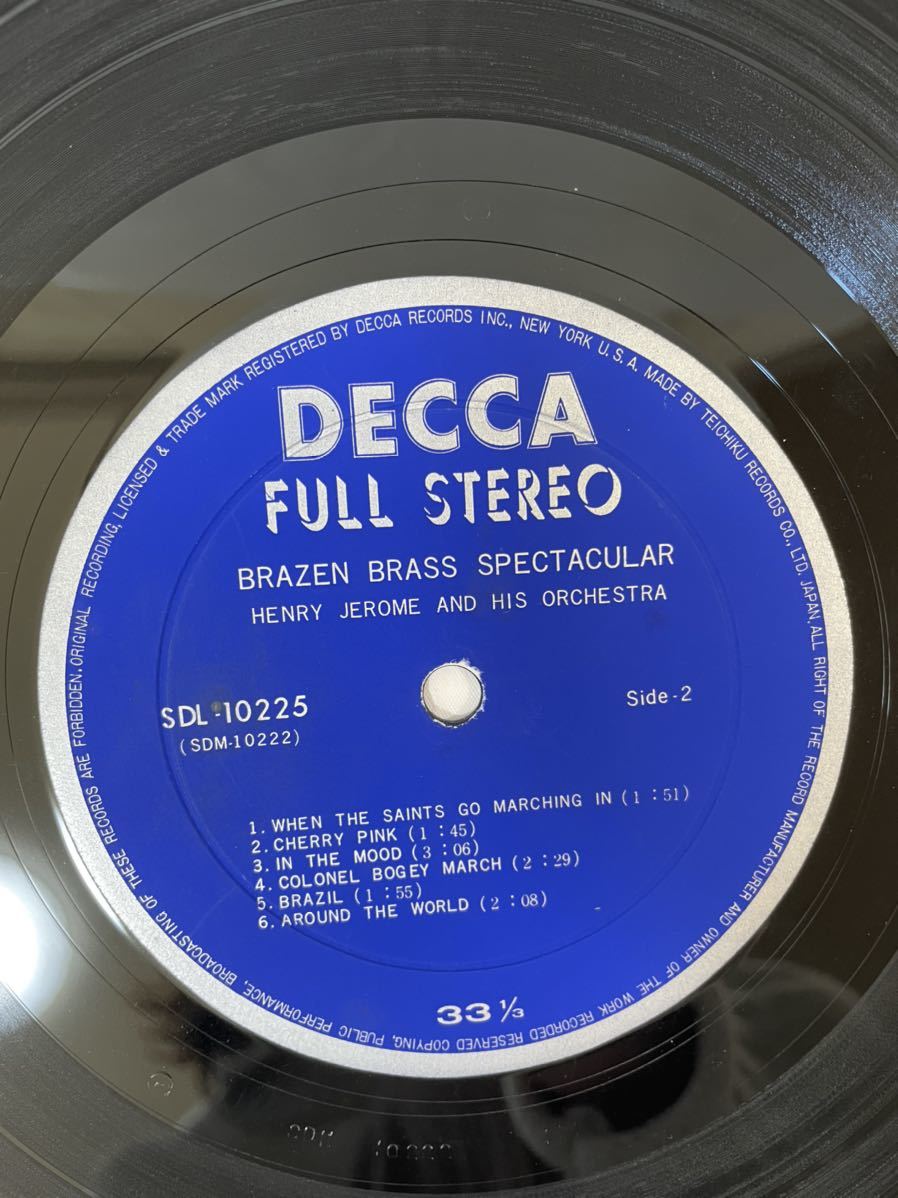 DECCA
FULL STEREO
BRAZEN BRASS SPECTACULAR
HENRY JEROME AND HIS ORCHESTRA
SDL-10225
(SDM-10222)
Side-2
1. WHEN THE SAINTS GO MARCHING IN (1:51)
2. CHERRY PINK (1:45)
3. IN THE MOOD (3:06)
4. COLONEL BOGEY MARCH (2:29)
5. BRAZIL (1:55)
6. AROUND THE WORLD (2:08)
33 1/3
ORIGINAL RECORDING, LICENSED & TRADE MARK REGISTERED BY DECCA RECORDS INC., NEW YORK U.S.A. MADE BY TEICHIKU RECORDS CO., LTD. JAPAN. ALL RIGHT OF THE RECORD MANUFACTURER AND OWNER OF THE WORK RECORDED RESERVED COPYING, PUBLIC PERFORMANCE, BROADCASTING OF THESE RECORDS ARE FORBIDDEN.